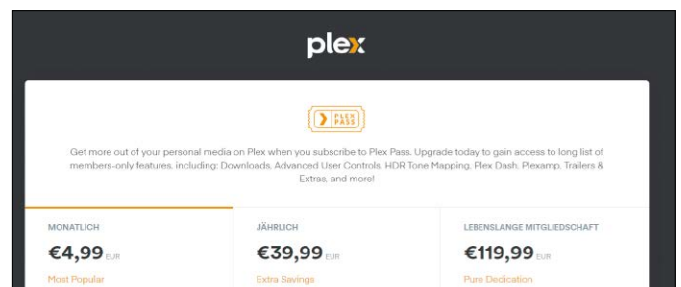 plex
PLEX
PASS
Get more out of your personal media on Plex when you subscribe to Plex Pass. Upgrade today to gain access to long list of
members-only features, including: Downloads, Advanced User Controls, HDR Tone Mapping, Plex Dash, Plexamp, Trailers &
Extras, and more!
MONATLICH JÄHRLICH LEBENSLANGE MITGLIEDSCHAFT
€4,99 EUR €39,99 EUR €119,99 EUR
Most Popular Extra Savings Pure Dedication